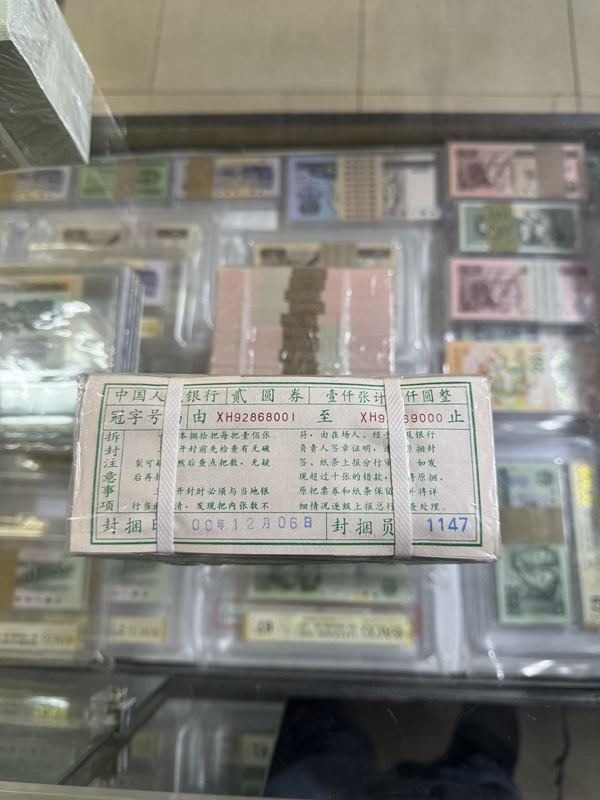 中国人 银行 贰圆券 壹仟张计 仟圆整
冠字号 由 XH92868001 至 XH9 69000 止
拆封注意事项
本捆拾把每把壹佰张
开封前先检查有无破
裂可 然后查点把数,无疑
后再
开封时必须与当地银
行当 清,发现把内张数不
符,由在场人、经 级银行
负责人签章证明, 原封捆
签、纸条上报分行 如发
现超过十张的错款, 将原捆、
原把票券和纸条保 并将详
细情况逐级上报总行 查处理。
封捆日 00年12月06日 封捆员 1147